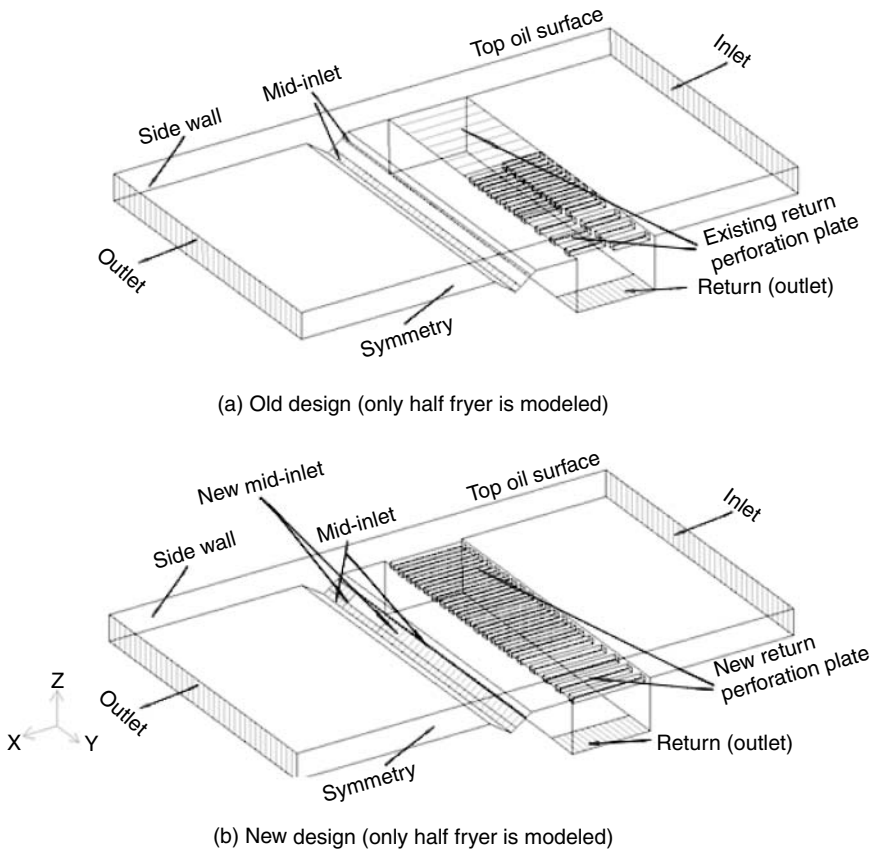 Top oil surface
Inlet
Mid-inlet
Side wall
Existing return
perforation plate
Outlet
Return (outlet)
Symmetry
(a) Old design (only half fryer is modeled)
Top oil surface
New mid-inlet
Inlet
Mid-inlet
Side wall
New return
perforation plate
Z
X
Y
Outlet
Return (outlet)
Symmetry
(b) New design (only half fryer is modeled)